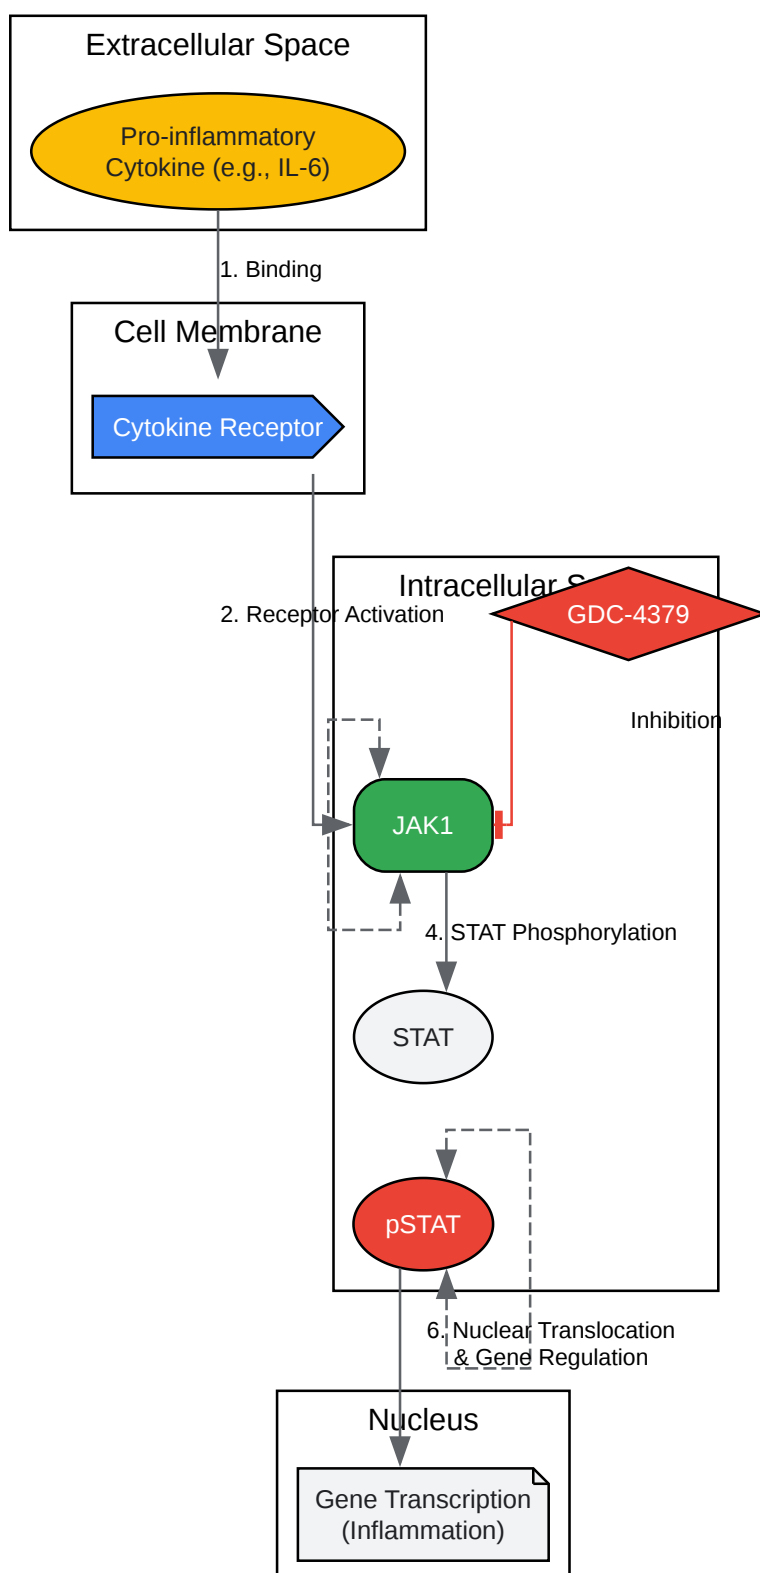 Extracellular Space
Pro-inflammatory
Cytokine (e.g., IL-6)
1. Binding
Cell Membrane
Cytokine Receptor
Intracellular S
GDC-4379
2. Receptor Activation
Inhibition
JAK1
4. STAT Phosphorylation
STAT
pSTAT
6. Nuclear Translocation
& Gene Regulation
Nucleus
Gene Transcription
(Inflammation)